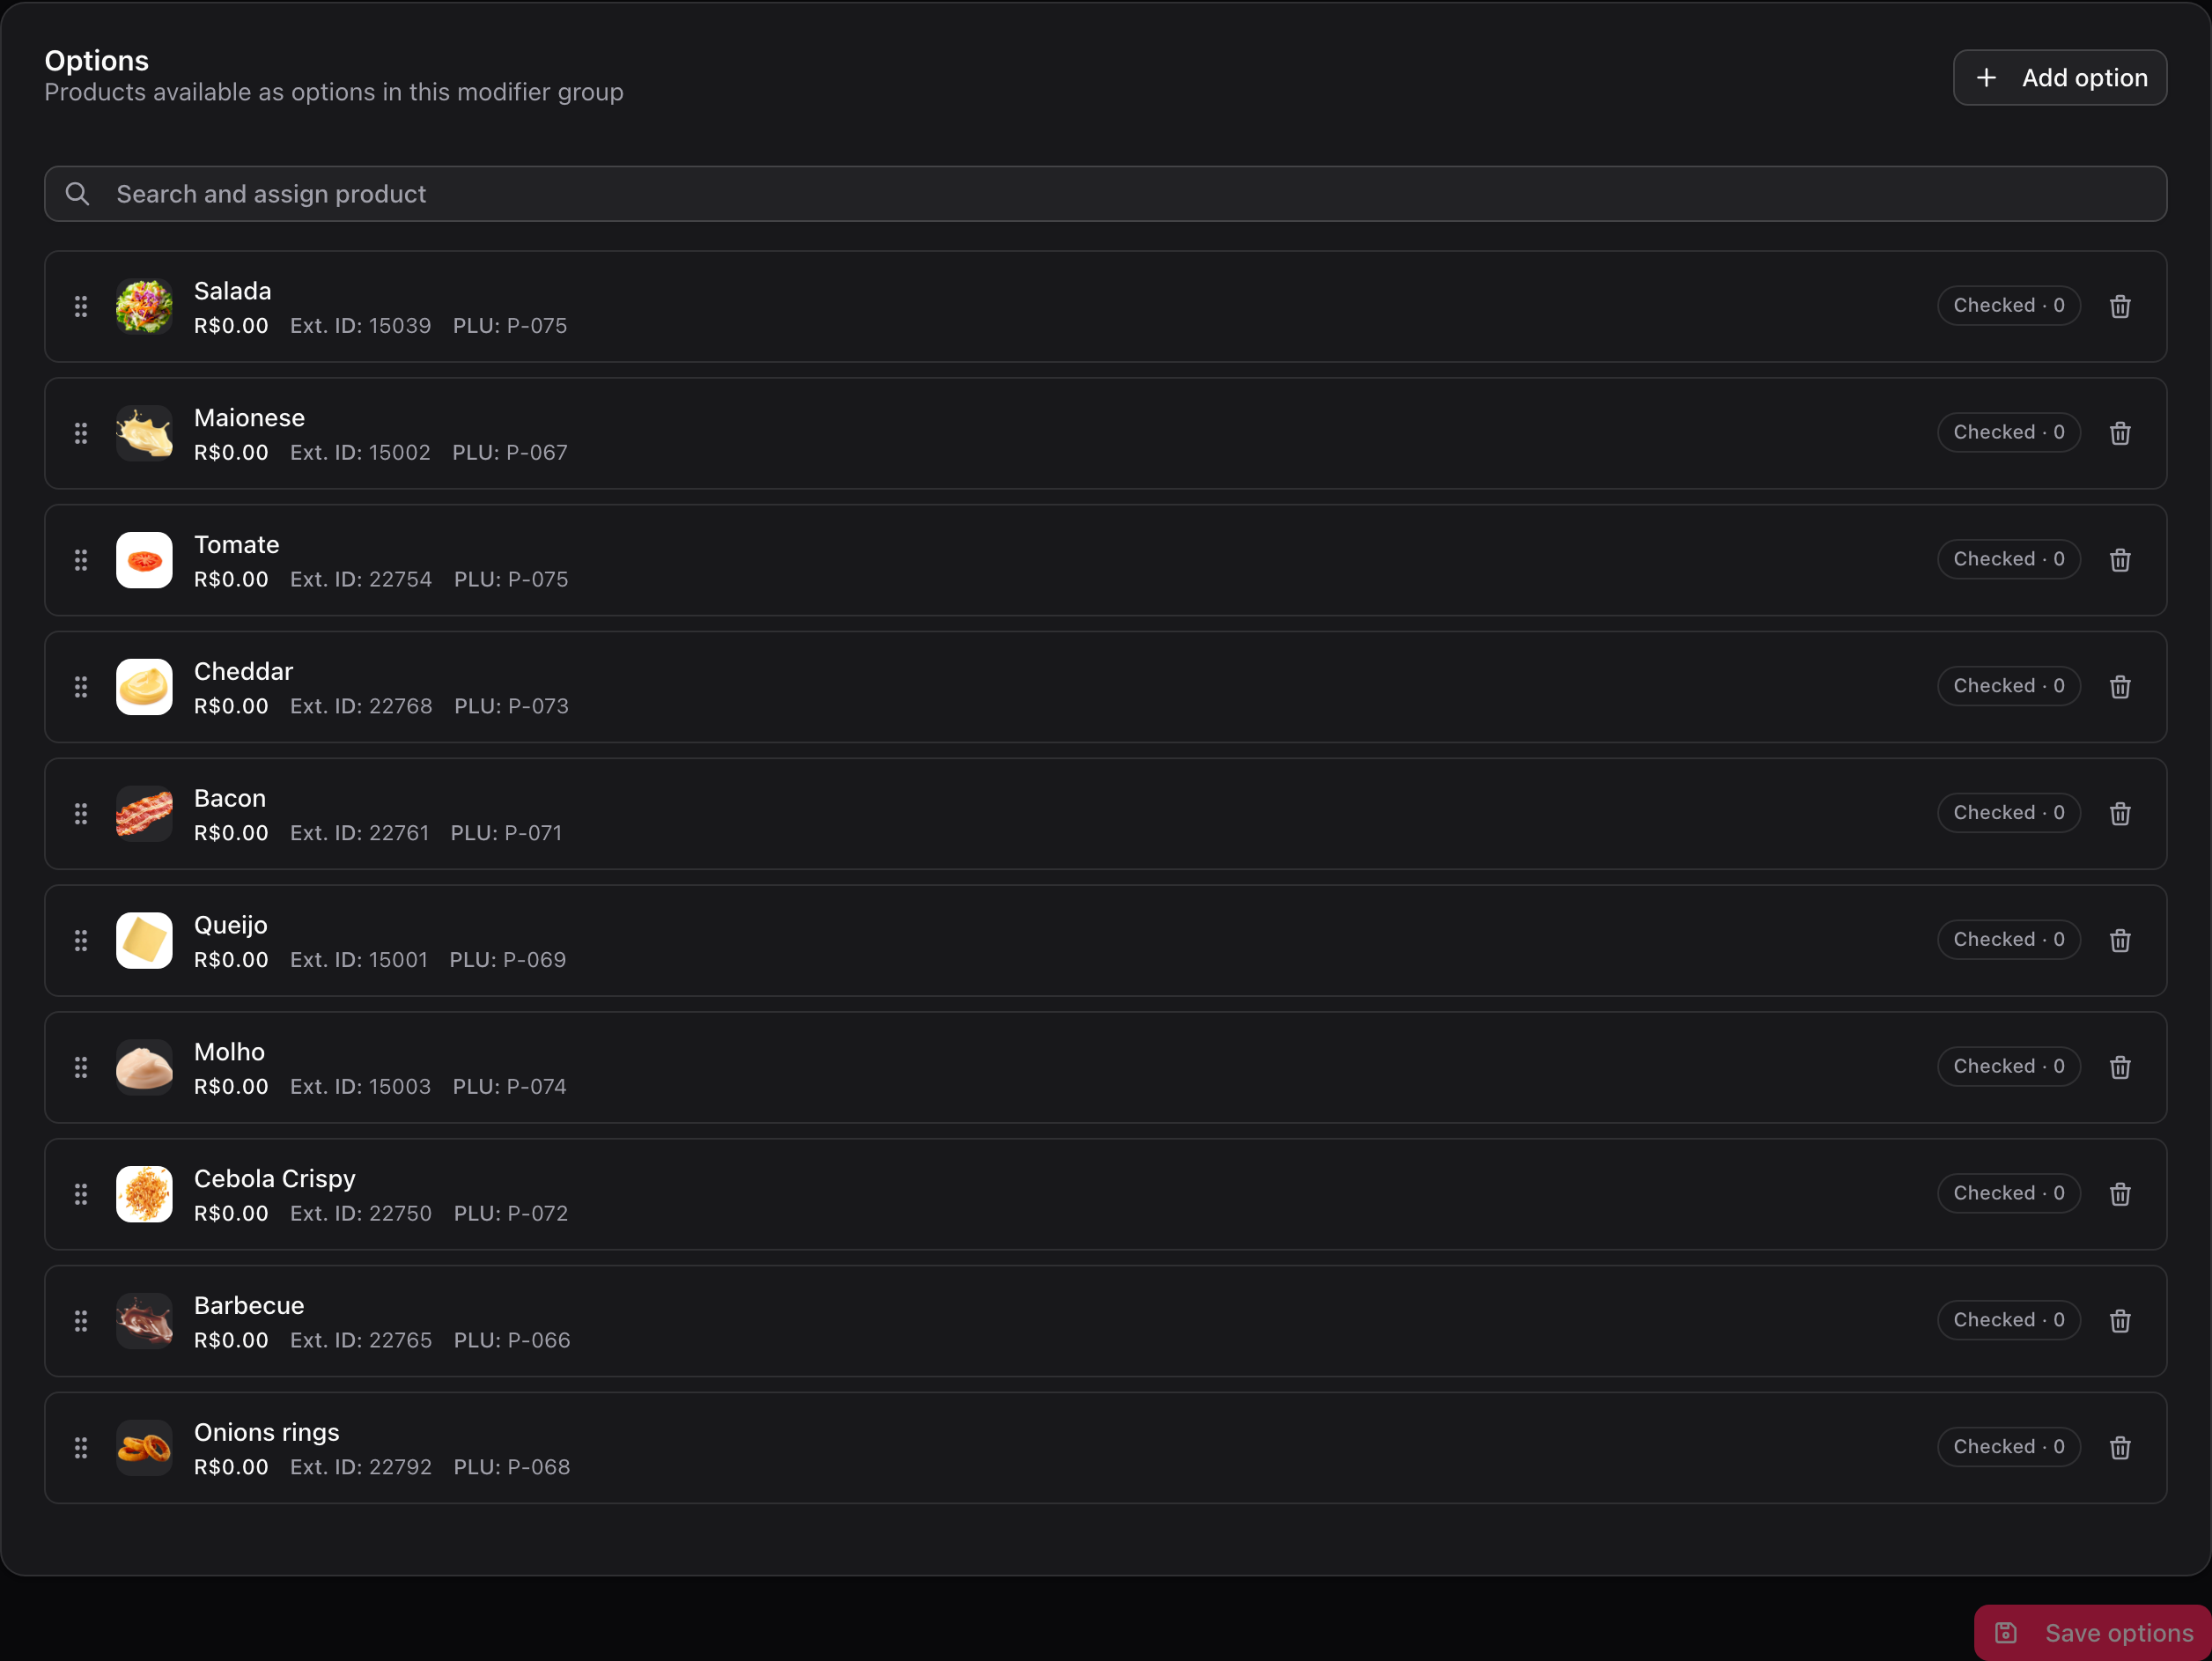 Options
Products available as options in this modifier group
Add option
Search and assign product
Salada
R$0.00 Ext. ID: 15039 PLU: P-075
Checked · 0
Maionese
R$0.00 Ext. ID: 15002 PLU: P-067
Checked · 0
Tomate
R$0.00 Ext. ID: 22754 PLU: P-075
Checked · 0
Cheddar
R$0.00 Ext. ID: 22768 PLU: P-073
Checked · 0
Bacon
R$0.00 Ext. ID: 22761 PLU: P-071
Checked · 0
Queijo
R$0.00 Ext. ID: 15001 PLU: P-069
Checked · 0
Molho
R$0.00 Ext. ID: 15003 PLU: P-074
Checked · 0
Cebola Crispy
R$0.00 Ext. ID: 22750 PLU: P-072
Checked · 0
Barbecue
R$0.00 Ext. ID: 22765 PLU: P-066
Checked · 0
Onions rings
R$0.00 Ext. ID: 22792 PLU: P-068
Checked · 0
Save options